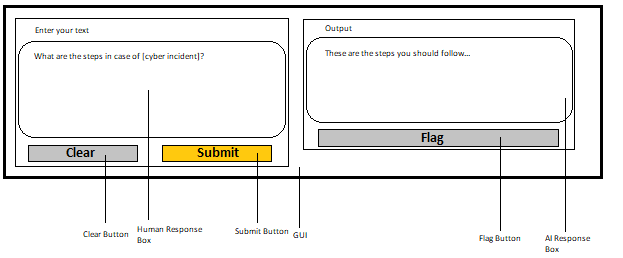 Enter your text
What are the steps in case of [cyber incident]?
Clear
Submit
Output
These are the steps you should follow...
Flag
Clear Button
Human Response
Box
Submit Button
GUI
Flag Button
AI Response
Box